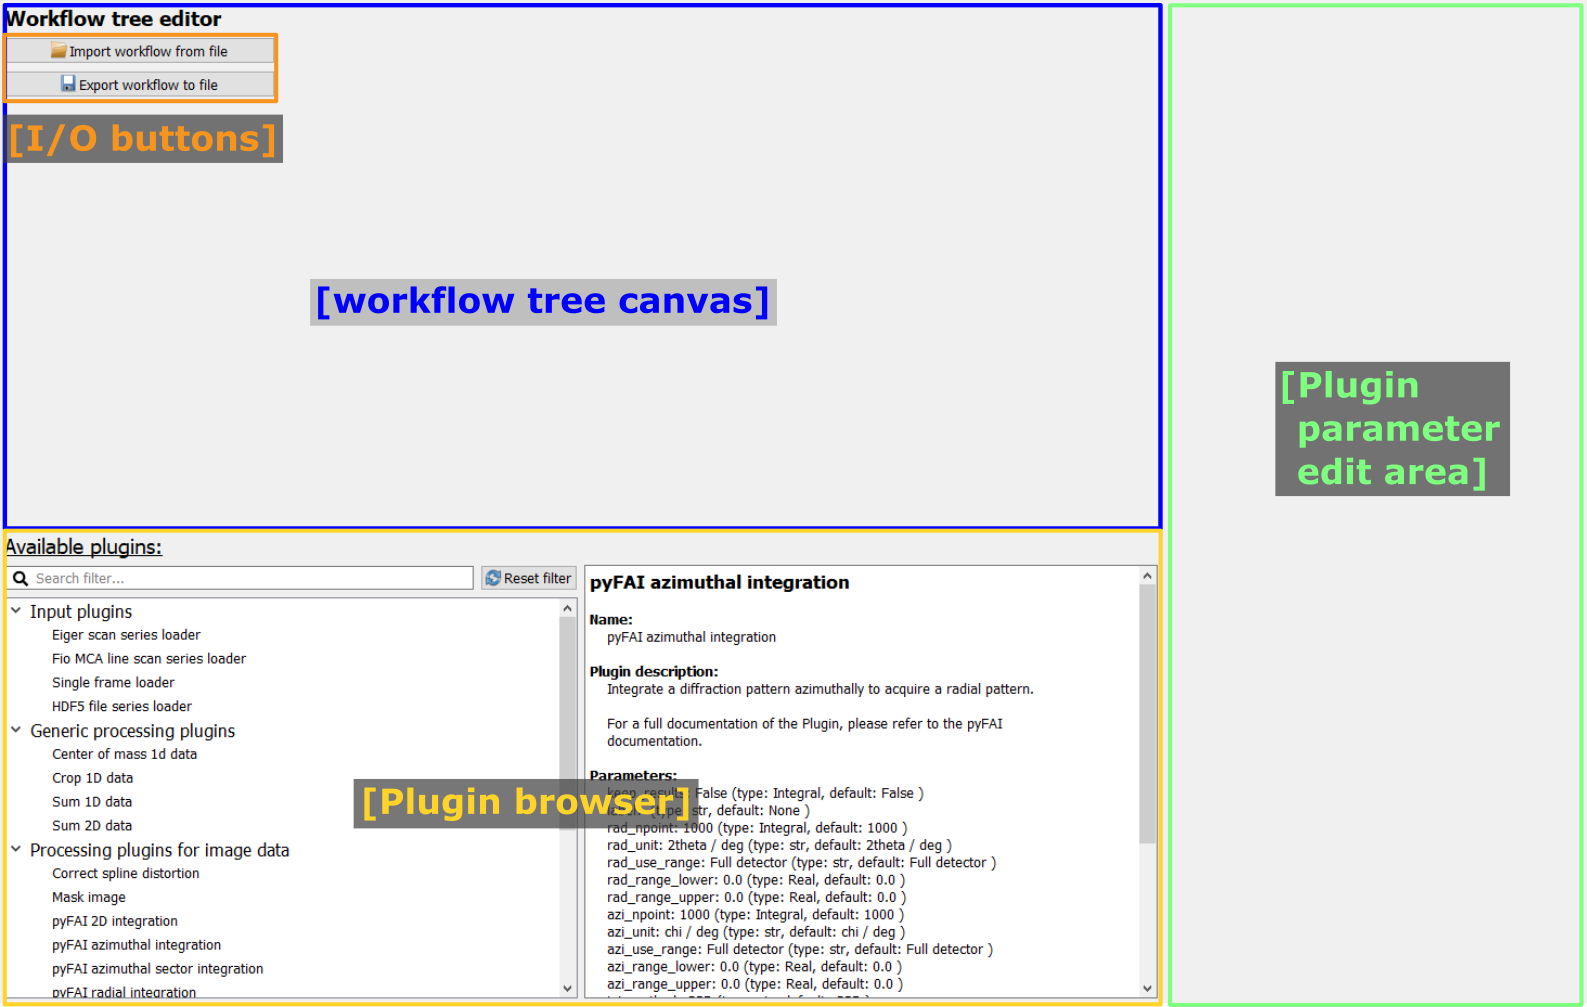 Workflow tree editor
Import workflow from file
Export workflow to file
[I/O buttons]
[workflow tree canvas]
[Plugin
parameter
edit area]
Available plugins:
Search filter...
Reset filter
Input plugins
Eiger scan series loader
Fio MCA line scan series loader
Single frame loader
HDF5 file series loader
Generic processing plugins
Center of mass 1d data
Crop 1D data
Sum 1D data
Sum 2D data
Processing plugins for image data
Correct spline distortion
Mask image
pyFAI 2D integration
pyFAI azimuthal integration
pyFAI azimuthal sector integration
pyFAI radial integration
[Plugin browser]
pyFAI azimuthal integration
Name:
pyFAI azimuthal integration
Plugin description:
Integrate a diffraction pattern azimuthally to acquire a radial pattern.
For a full documentation of the Plugin, please refer to the pyFAI
documentation.
Parameters:
keep_results: False (type: Integral, default: False )
(type: str, default: None )
rad_npoint: 1000 (type: Integral, default: 1000 )
rad_unit: 2theta / deg (type: str, default: 2theta / deg )
rad_use_range: Full detector (type: str, default: Full detector )
rad_range_lower: 0.0 (type: Real, default: 0.0 )
rad_range_upper: 0.0 (type: Real, default: 0.0 )
azi_npoint: 1000 (type: Integral, default: 1000 )
azi_unit: chi / deg (type: str, default: chi / deg )
azi_use_range: Full detector (type: str, default: Full detector )
azi_range_lower: 0.0 (type: Real, default: 0.0 )
azi_range_upper: 0.0 (type: Real, default: 0.0 )